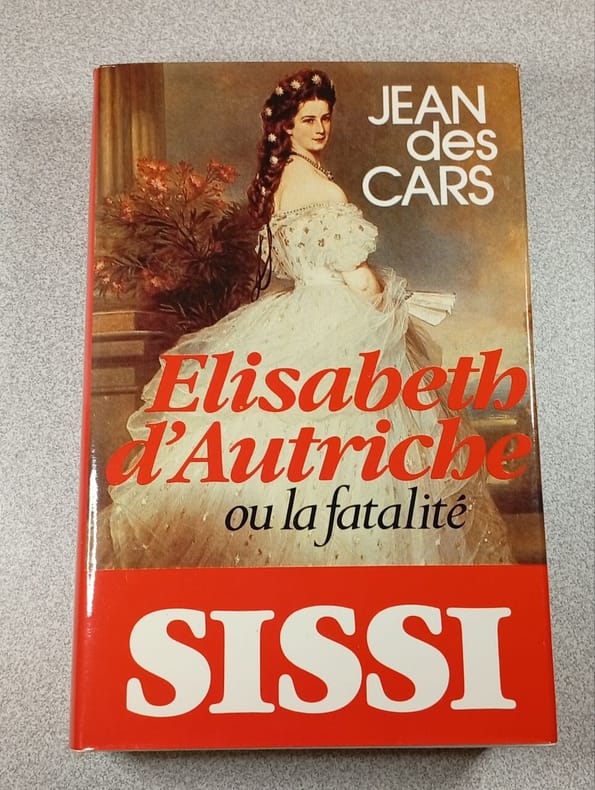 JEAN
des
CARS
Elisabeth
d'Autriche
ou la fatalité
SISSI